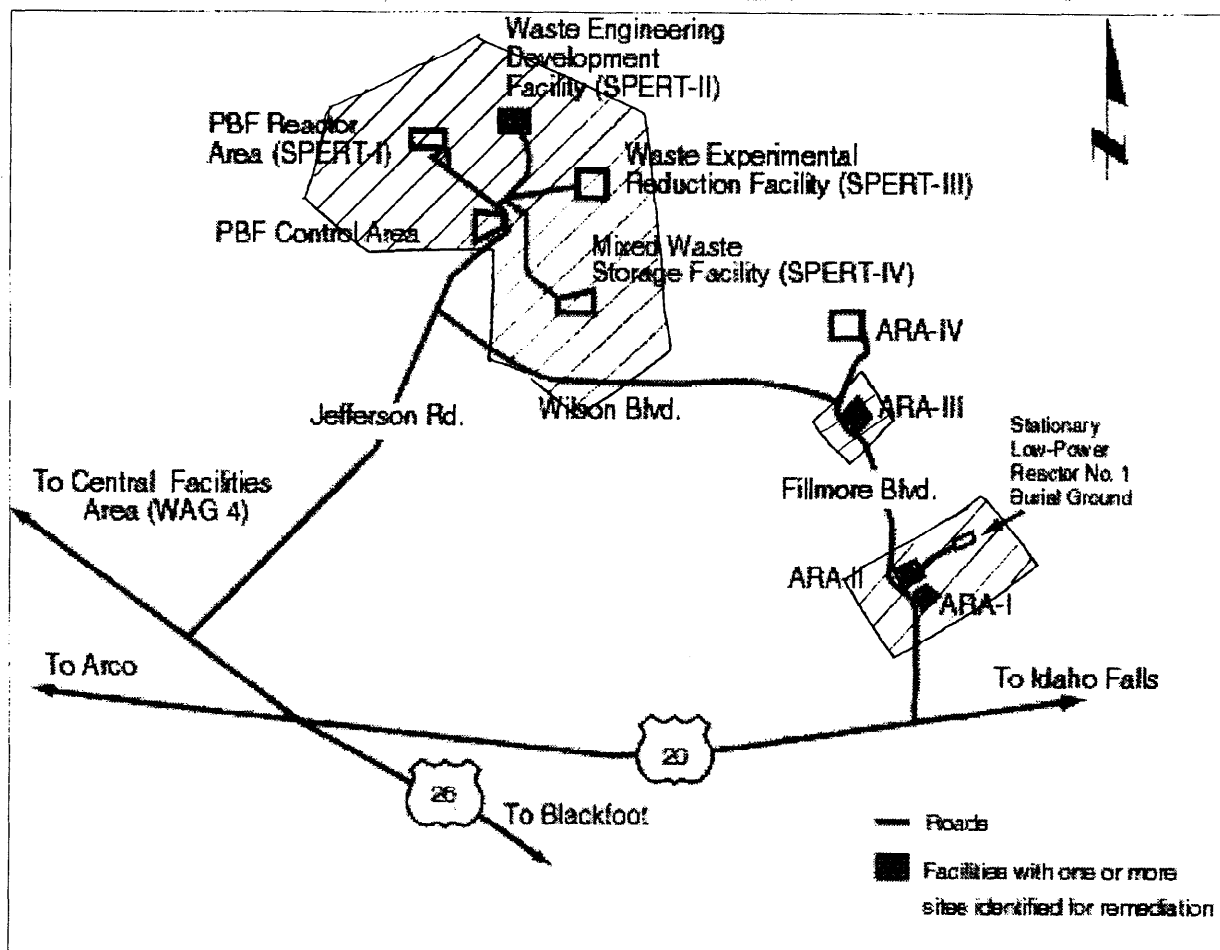 Waste Engineering
Development
Facility (SPERT-II)
PBF Reactor
Area (SPERT-I)
Waste Experimental
Reduction Facility (SPERT-III)
PBF Control Area
Mixed Waste
Storage Facility (SPERT-IV)
ARA-IV
ARA-III
Jefferson Rd.
Wilson Blvd.
Stationary
Low-Power
Reactor No. 1
Burial Ground
To Central Facilities
Area (WAG 4)
Fillmore Blvd.
ARA-II
ARA-I
To Arco
To Idaho Falls
20
26
To Blackfoot
Roads
Facilities with one or more
sites identified for remediation